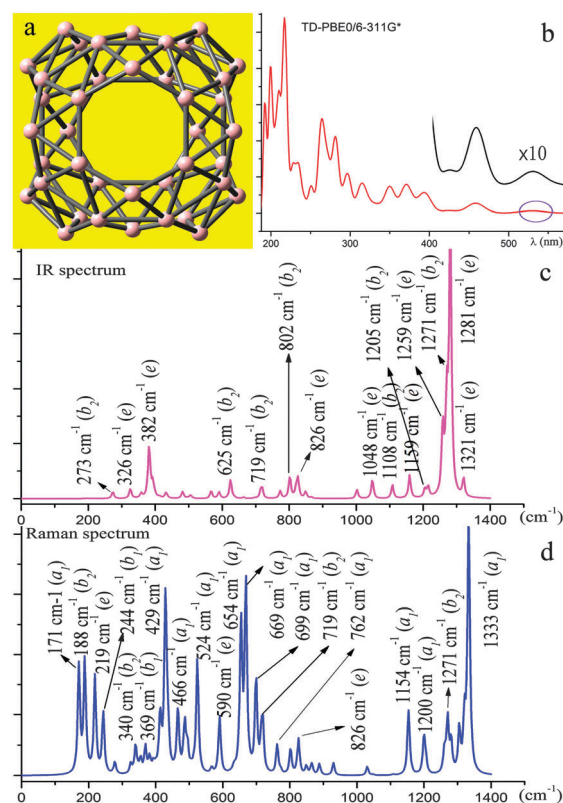 a
b
TD-PBE0/6-311G*
x10
200
300
400
500
λ (nm)
IR spectrum
c
273 cm⁻¹ (b₂)
326 cm⁻¹ (e)
382 cm⁻¹ (e)
625 cm⁻¹ (b₂)
719 cm⁻¹ (b₂)
802 cm⁻¹ (b₂)
826 cm⁻¹ (e)
1048 cm⁻¹ (e)
1108 cm⁻¹ (b₂)
1159 cm⁻¹ (e)
1205 cm⁻¹ (b₂)
1259 cm⁻¹ (e)
1271 cm⁻¹ (b₂)
1281 cm⁻¹ (e)
1321 cm⁻¹ (e)
0 200 400 600 800 1000 1200 1400
(cm⁻¹)
Raman spectrum
d
171 cm-1 (a₁)
188 cm⁻¹ (b₂)
219 cm⁻¹ (e)
244 cm⁻¹ (b₁)
340 cm⁻¹ (b₂)
369 cm⁻¹ (b₁)
429 cm⁻¹ (a₁)
466 cm⁻¹ (a₁)
524 cm⁻¹ (a₁)
590 cm⁻¹ (e)
654 cm⁻¹ (a₁)
669 cm⁻¹ (a₁)
699 cm⁻¹ (a₁)
719 cm⁻¹ (b₂)
762 cm⁻¹ (a₁)
826 cm⁻¹ (e)
1154 cm⁻¹ (a₁)
1200 cm⁻¹ (a₁)
1271 cm⁻¹ (b₂)
1333 cm⁻¹ (a₁)
0 200 400 600 800 1000 1200 1400
(cm⁻¹)